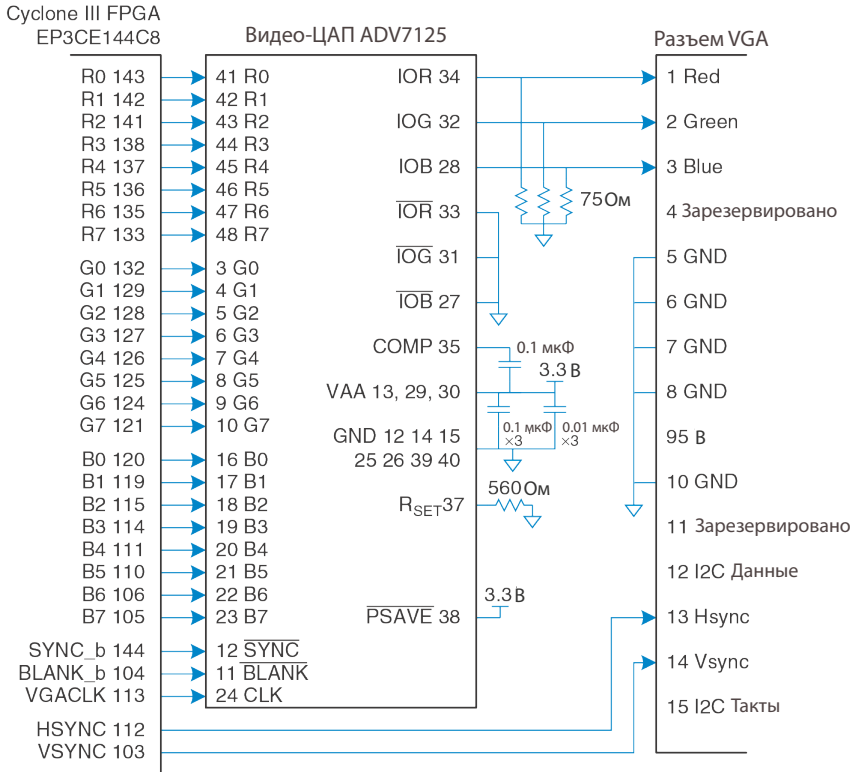 Cyclone III FPGA
EP3CE144C8
Видео-ЦАП ADV7125
Разъем VGA
R0 143
R1 142
R2 141
R3 138
R4 137
R5 136
R6 135
R7 133
G0 132
G1 129
G2 128
G3 127
G4 126
G5 125
G6 124
G7 121
B0 120
B1 119
B2 115
B3 114
B4 111
B5 110
B6 106
B7 105
SYNC_b 144
BLANK_b 104
VGACLK 113
HSYNC 112
VSYNC 103
41 R0
42 R1
43 R2
44 R3
45 R4
46 R5
47 R6
48 R7
3 G0
4 G1
5 G2
6 G3
7 G4
8 G5
9 G6
10 G7
16 B0
17 B1
18 B2
19 B3
20 B4
21 B5
22 B6
23 B7
12 SYNC
11 BLANK
24 CLK
IOR 34
IOG 32
IOB 28
IOR 33
IOG 31
IOB 27
COMP 35
VAA 13, 29, 30
GND 12 14 15
25 26 39 40
RSET37
PSAVE 38
75Ом
0.1 мкФ
3.3 В
0.1 мкФ
×3
0.01 мкФ
×3
560Ом
3.3 В
1 Red
2 Green
3 Blue
4 Зарезервировано
5 GND
6 GND
7 GND
8 GND
95 В
10 GND
11 Зарезервировано
12 I2C Данные
13 Hsync
14 Vsync
15 I2C Такты